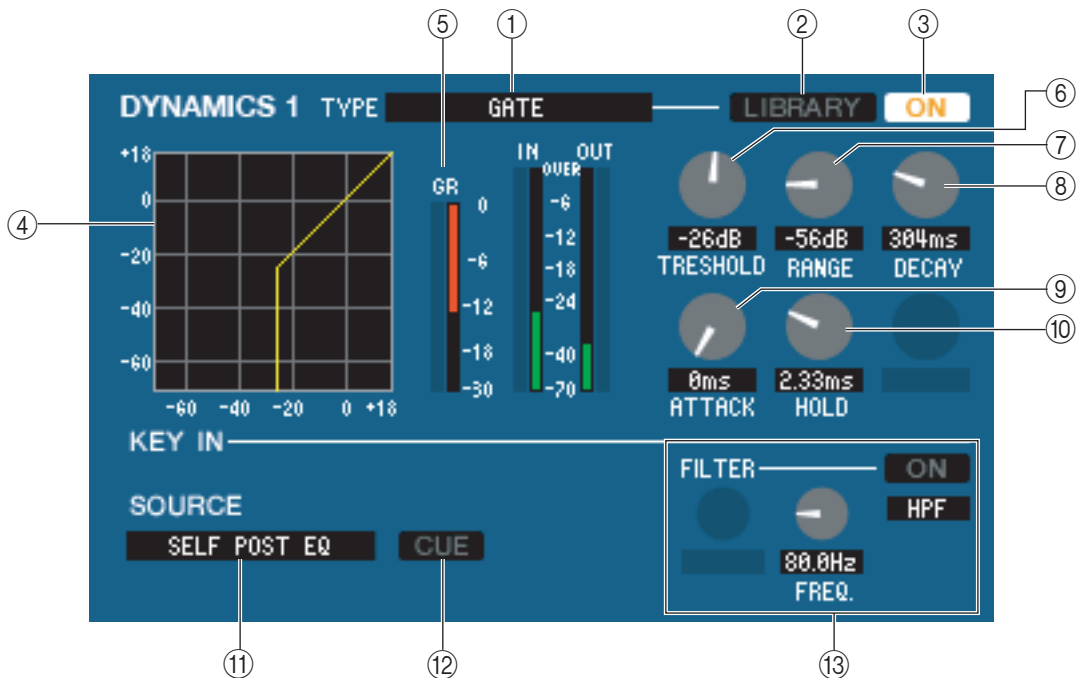 ⑤ ① ② ③
DYNAMICS 1 TYPE GATE LIBRARY ON
⑥
⑦
⑧
④
+18
0
-20
-40
-60
-60 -40 -20 0 +18
GR
0
-6
-12
-18
-30
IN OUT
OVER
-6
-12
-18
-24
-40
-70
-26dB -56dB 304ms
TRESHOLD RANGE DECAY
⑨
⑩
0ms 2.33ms
ATTACK HOLD
KEY IN
SOURCE
SELF POST EQ CUE
FILTER ON
HPF
80.0Hz
FREQ.
⑪ ⑫ ⑬